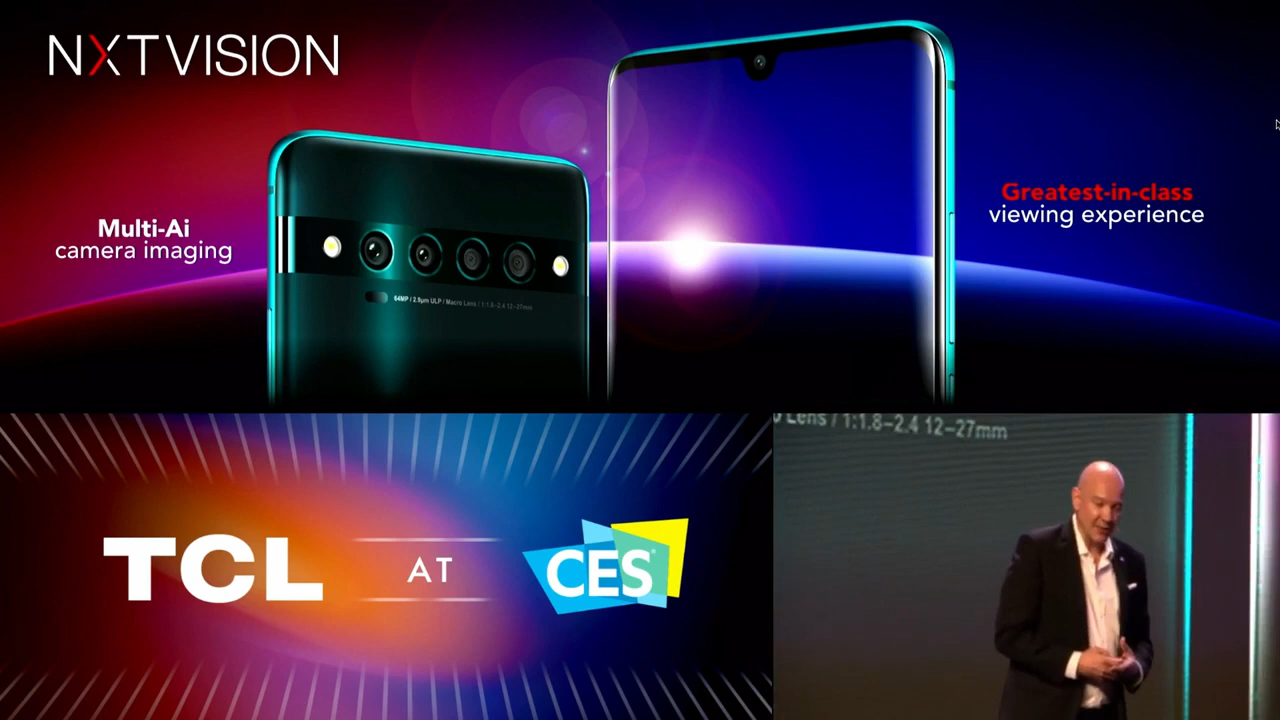 NXTVISION
Multi-Ai
camera imaging
Greatest-in-class
viewing experience
64MP / 2.9μm ULP / Macro Lens / 1:1.8-2.4 12-27mm
TCL
AT
CES
Lens / 1:1.8-2.4 12-27mm